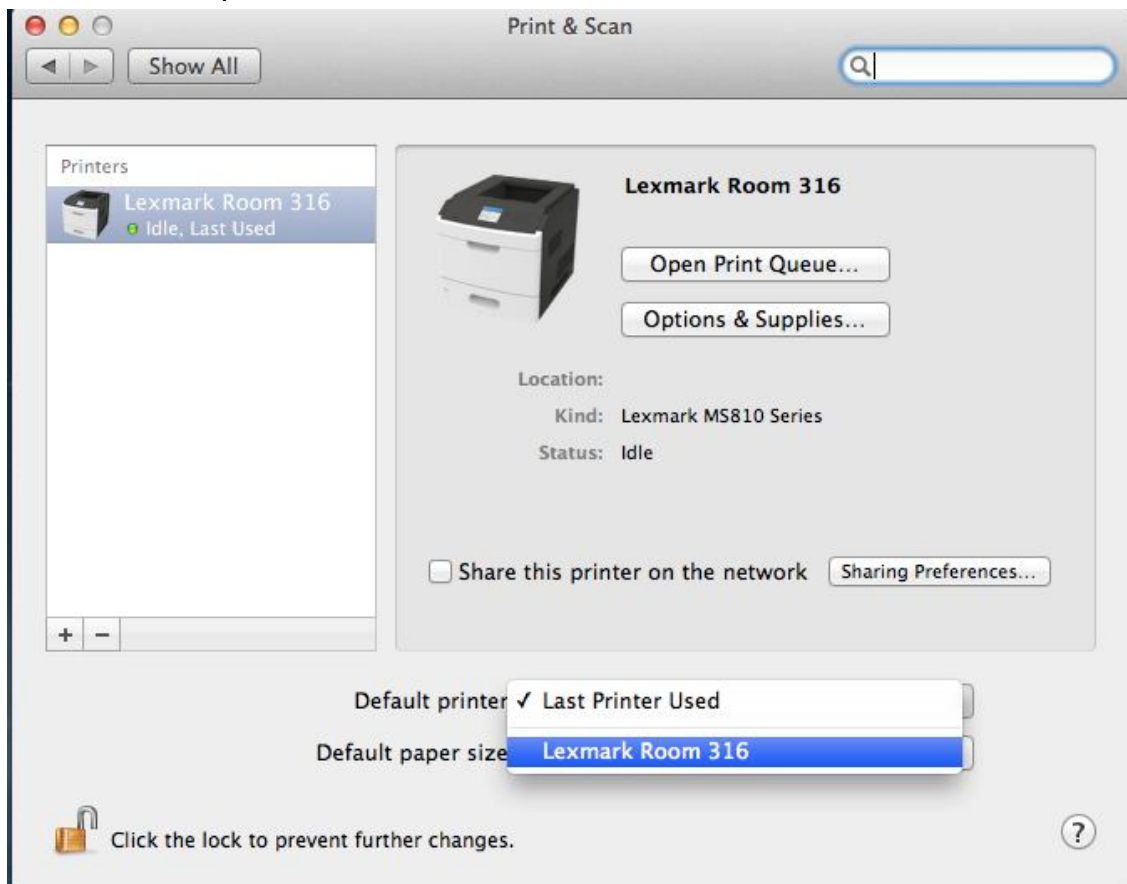 Print & Scan
Show All
Printers
Lexmark Room 316
Idle, Last Used
Lexmark Room 316
Open Print Queue...
Options & Supplies...
Location:
Kind: Lexmark MS810 Series
Status: Idle
Share this printer on the network Sharing Preferences...
+ −
Default printer ✓ Last Printer Used
Default paper size Lexmark Room 316
Click the lock to prevent further changes. ?